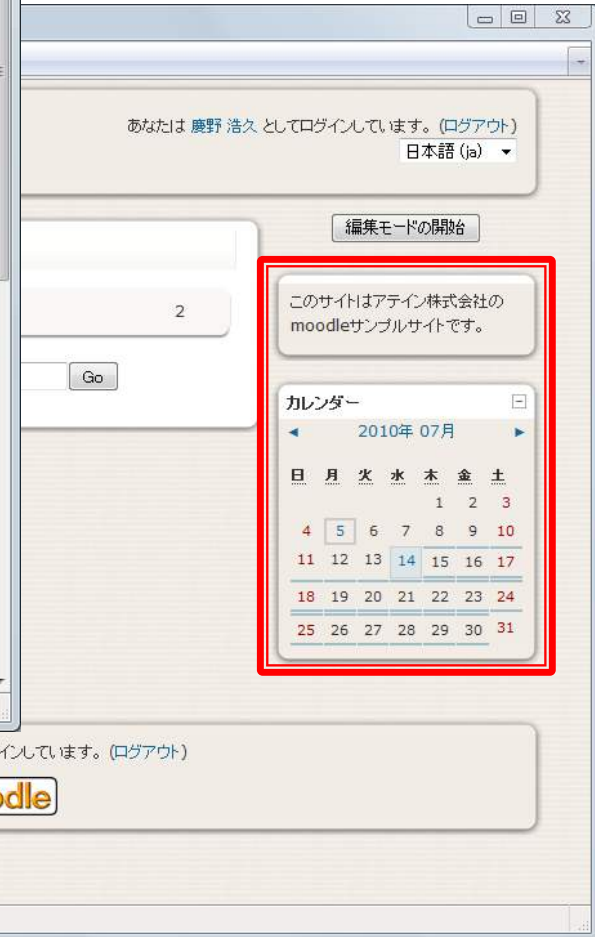 あなたは 慶野 浩久 としてログインしています。(ログアウト)
日本語 (ja)
編集モードの開始
このサイトはアテイン株式会社の
moodleサンプルサイトです。
2
Go
カレンダー
2010年 07月
日 月 火 水 木 金 土
1 2 3
4 5 6 7 8 9 10
11 12 13 14 15 16 17
18 19 20 21 22 23 24
25 26 27 28 29 30 31
インしています。(ログアウト)
odle